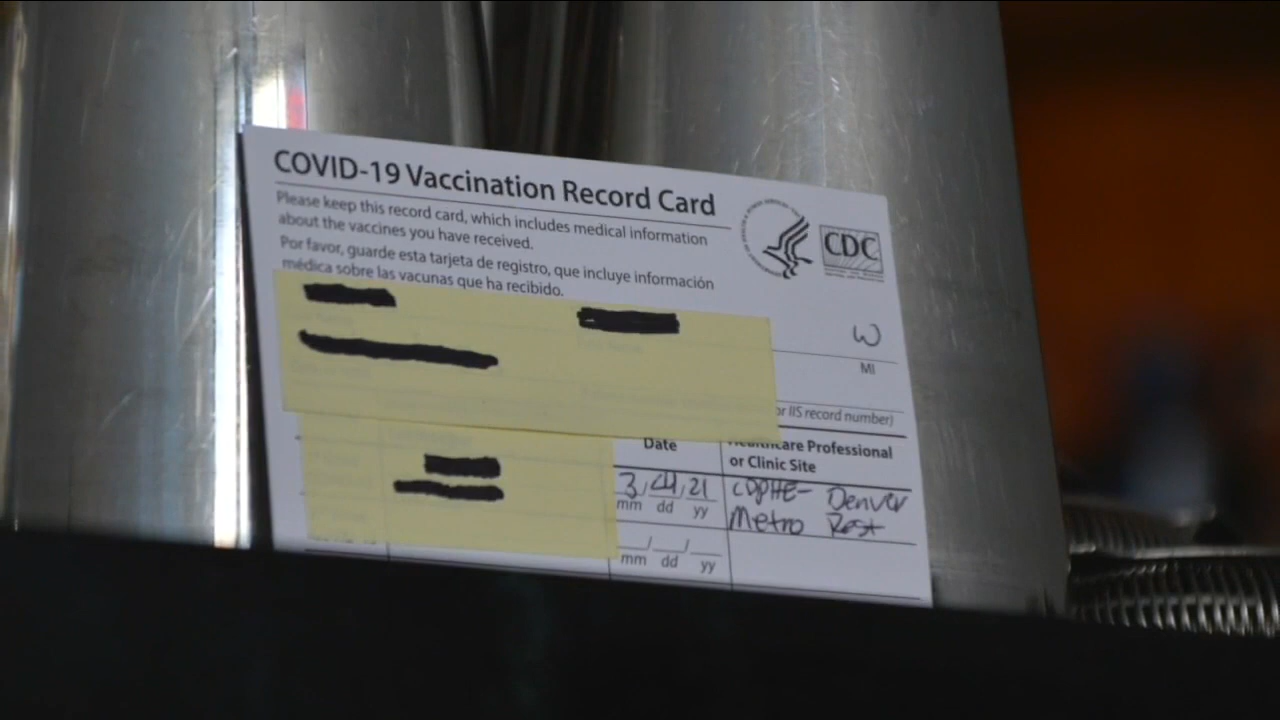 COVID-19 Vaccination Record Card
Please keep this record card, which includes medical information
about the vaccines you have received.
Por favor, guarde esta tarjeta de registro, que incluye información
médica sobre las vacunas que ha recibido.
CDC
W
MI
or IIS record number)
Date
Healthcare Professional
or Clinic Site
3/24/21
CDPHE- Denver
mm dd yy
Metro Rest
mm dd yy